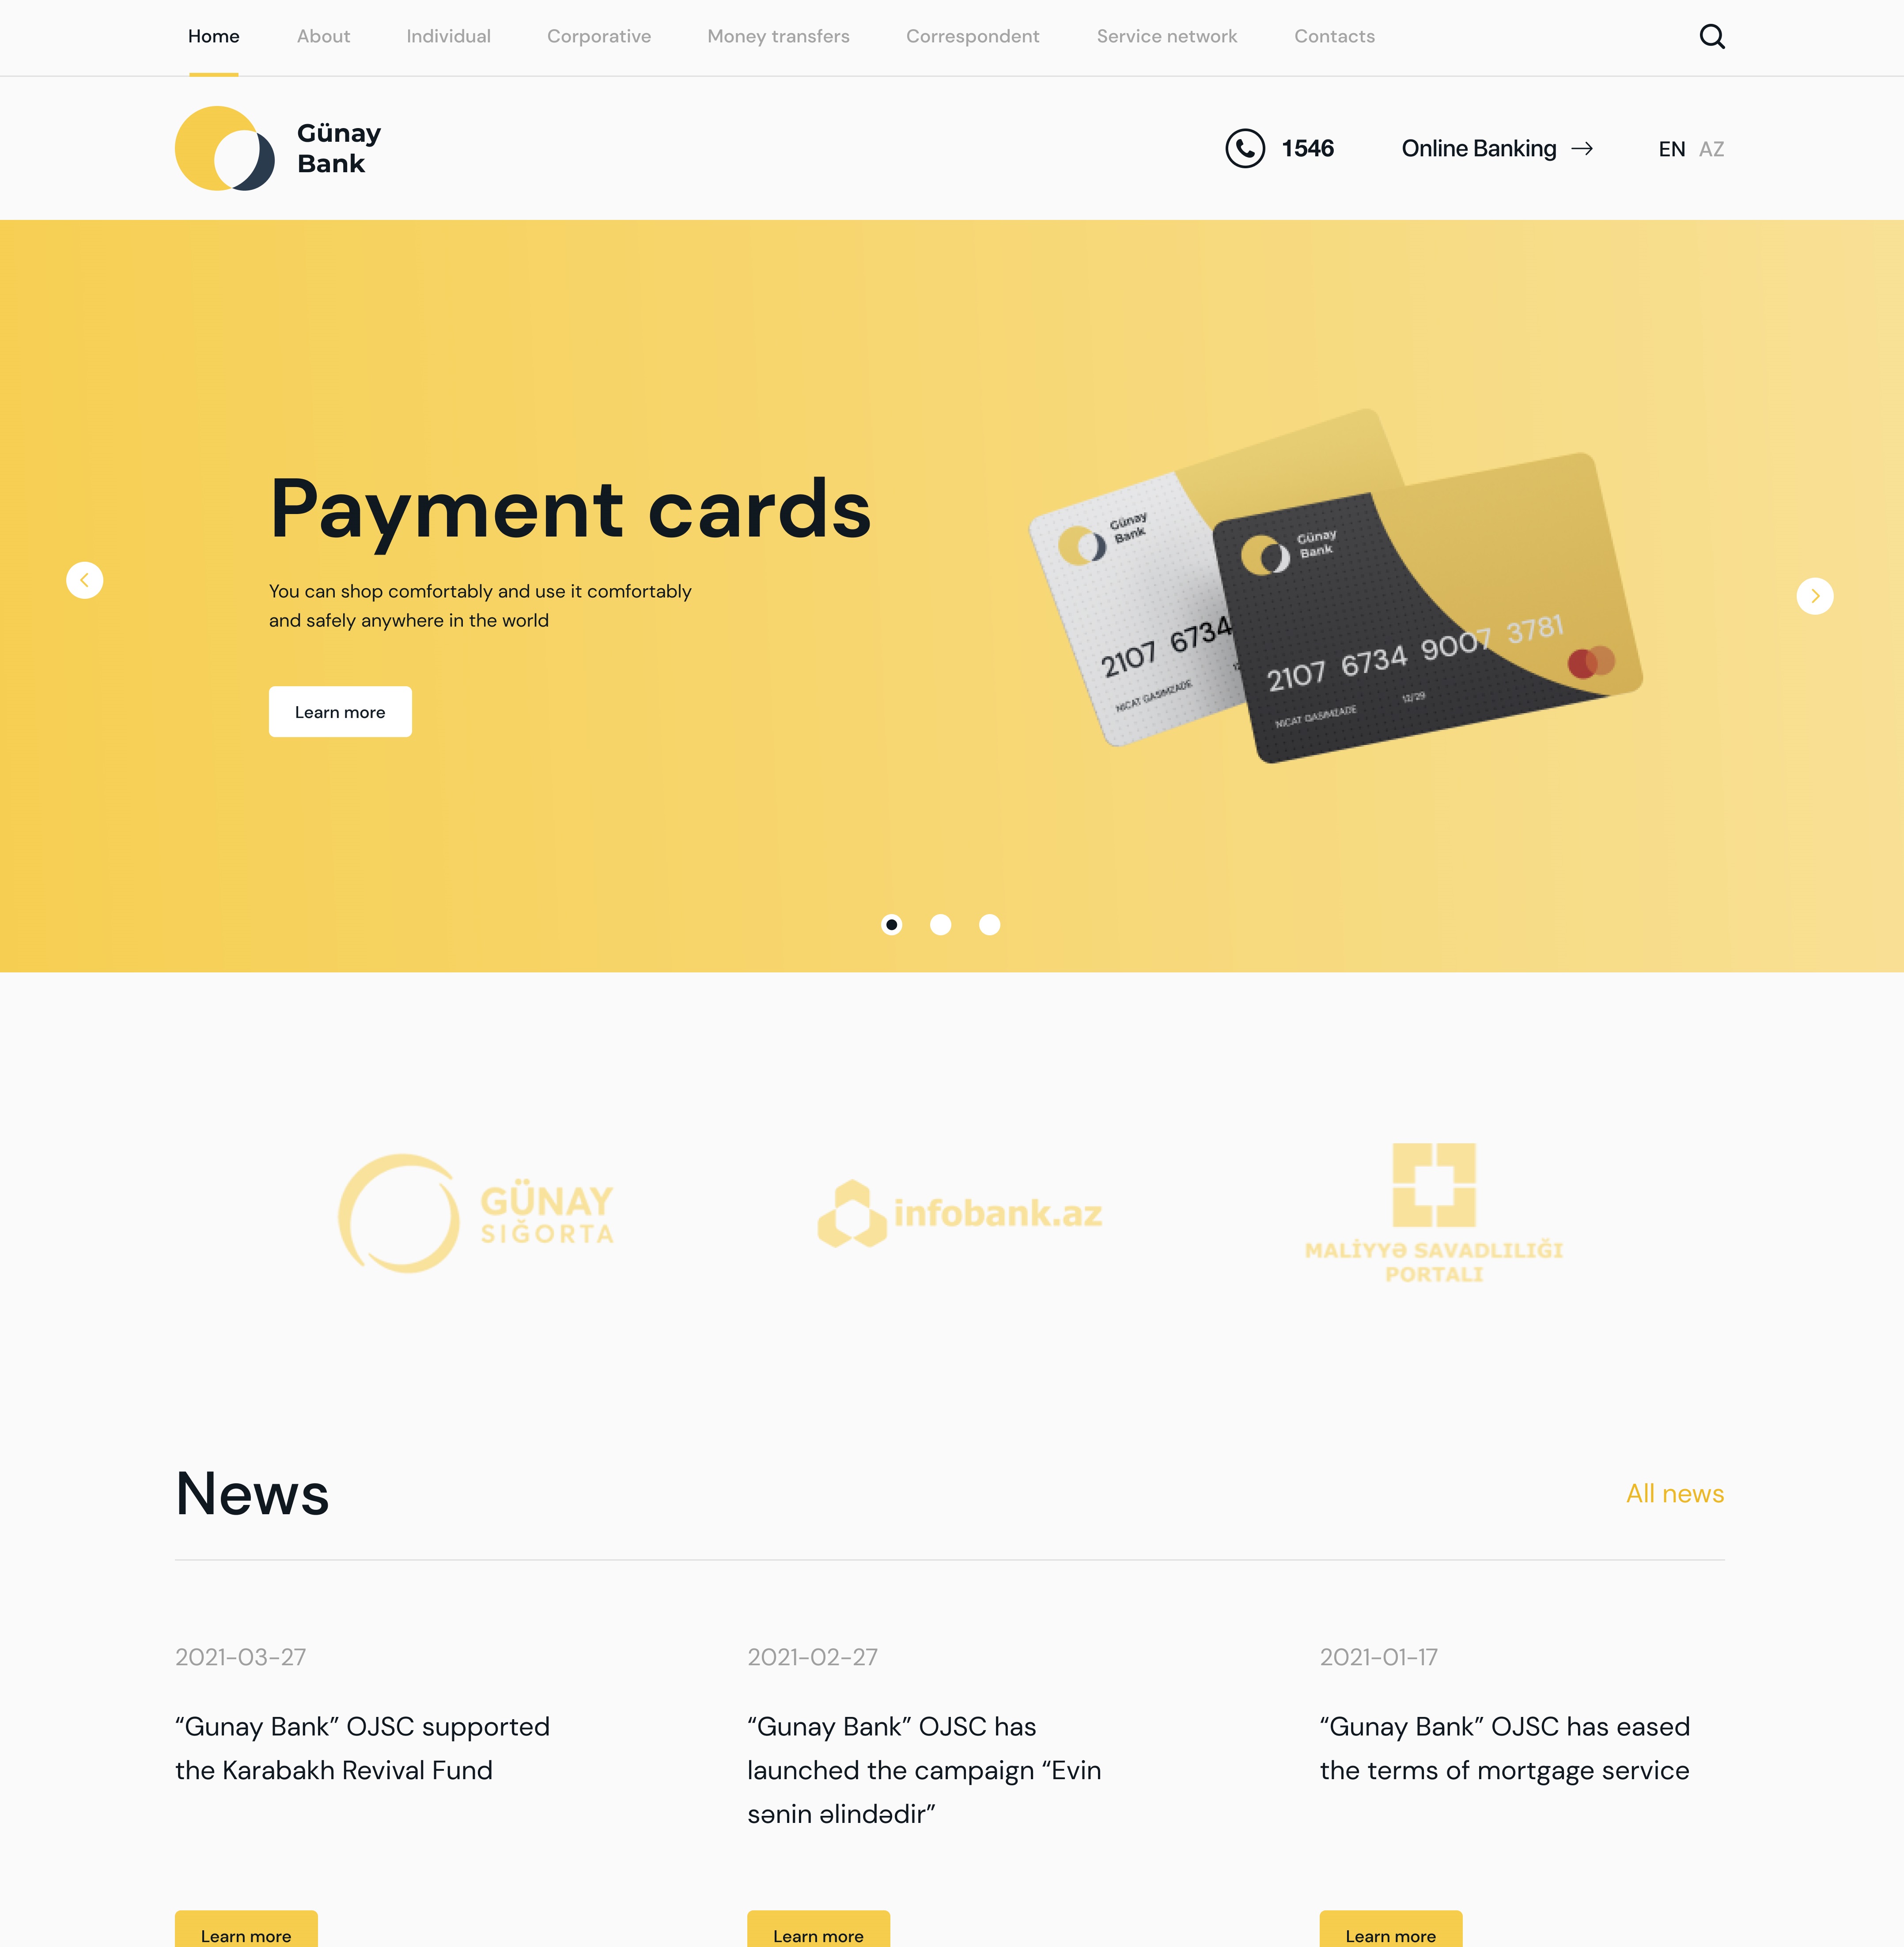 Home About Individual Corporative Money transfers Correspondent Service network Contacts
Günay
Bank
1546 Online Banking EN AZ
Payment cards
You can shop comfortably and use it comfortably
and safely anywhere in the world
Learn more
Günay
Bank
2107 6734
NICAT QASIMZADE
Günay
Bank
2107 6734 9007 3781
12/29
NICAT QASIMZADE
GÜNAY
SIĞORTA
infobank.az
MALİYYƏ SAVADLILIĞI
PORTALI
News
All news
2021-03-27
“Gunay Bank” OJSC supported
the Karabakh Revival Fund
Learn more
2021-02-27
“Gunay Bank” OJSC has
launched the campaign “Evin
sənin əlindədir”
Learn more
2021-01-17
“Gunay Bank” OJSC has eased
the terms of mortgage service
Learn more